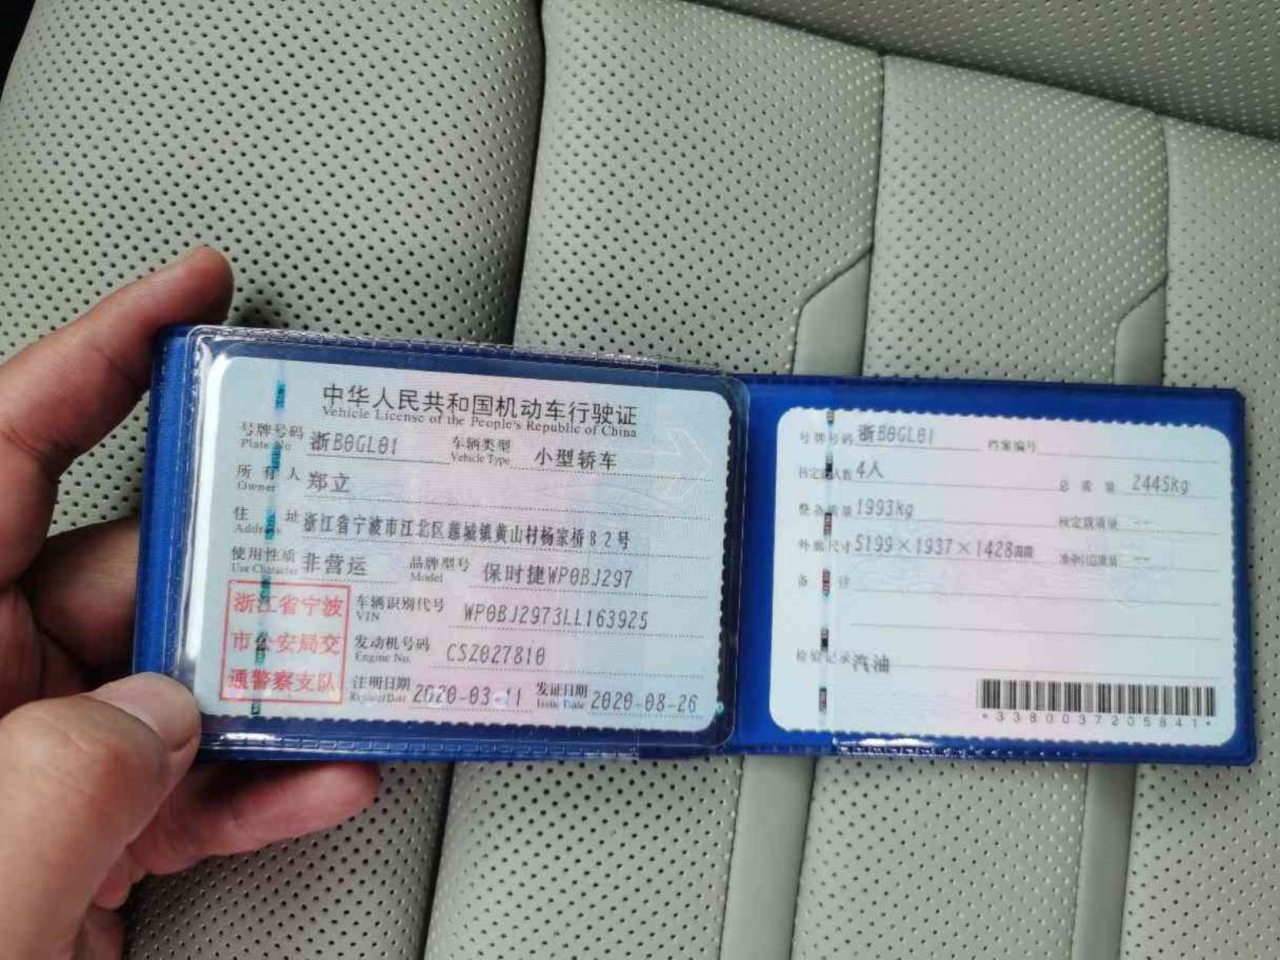 中华人民共和国机动车行驶证
Vehicle License of the People's Republic of China
号牌号码 浙B0GL01 车辆类型 小型轿车
Plate No Vehicle Type
所有人 郑立
Owner
住址 浙江省宁波市江北区慈城镇黄山村杨家桥82号
Address
使用性质 非营运 品牌型号 保时捷WP0BJ297
Use Character Model
浙江省宁波
市公安局交
通警察支队
车辆识别代号 WP0BJ2973LL163925
VIN
发动机号码 CSZ027810
Engine No.
注册日期 2020-03-11 发证日期 2020-08-26
Register Date Issue Date
号牌号码 浙B0GL01 档案编号
核定载人数 4人 总质量 2445kg
整备质量 1993kg 核定载质量 --
外廓尺寸 5199×1937×1428mm 准牵引总质量 --
备注
检验记录 汽油
*3380037205841*